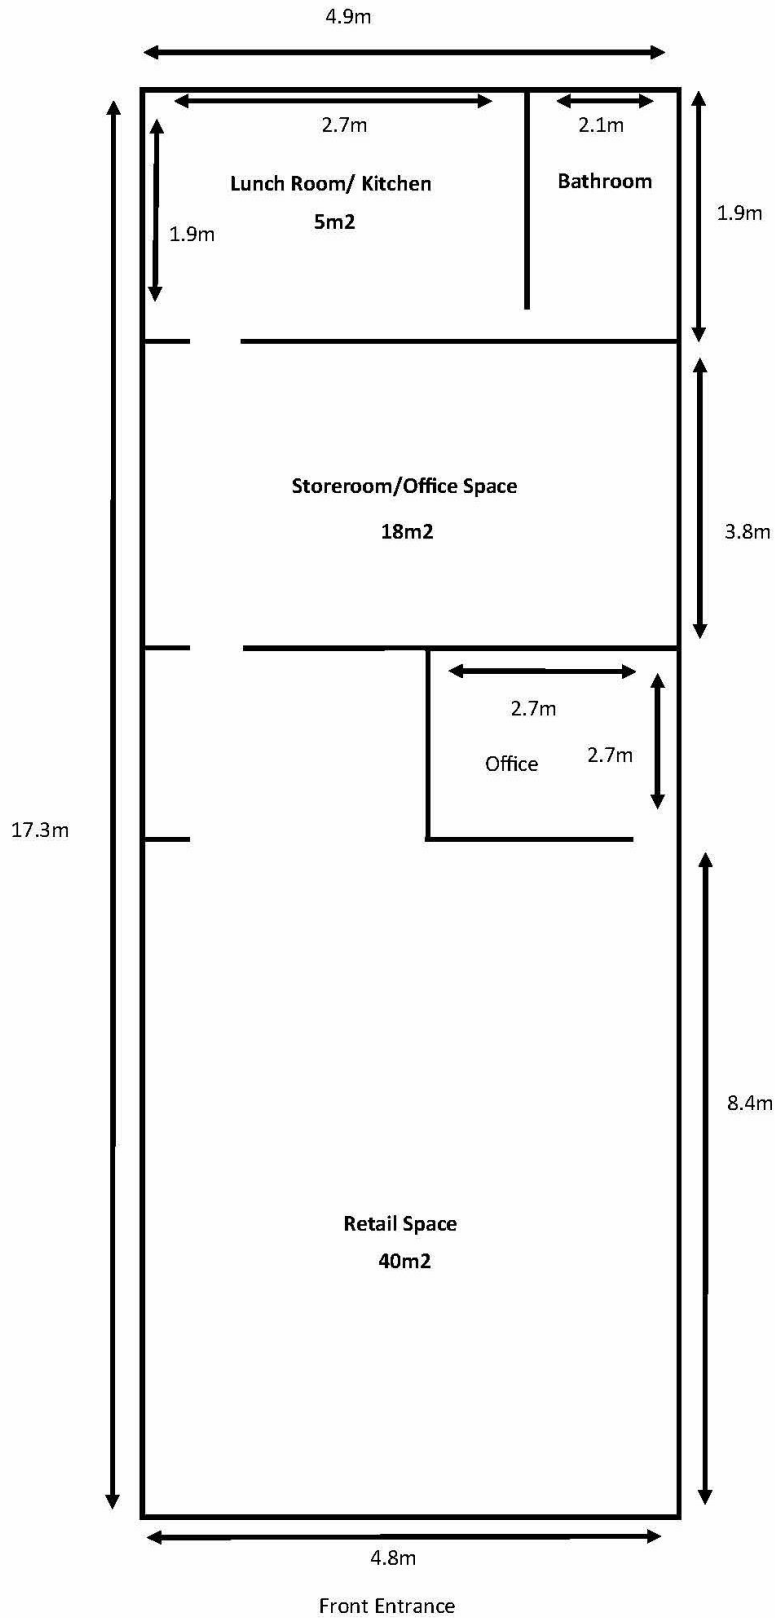 4.9m
2.7m
2.1m
Lunch Room/ Kitchen
5m2
Bathroom
1.9m
1.9m
Storeroom/Office Space
18m2
3.8m
2.7m
Office
2.7m
17.3m
8.4m
Retail Space
40m2
4.8m
Front Entrance